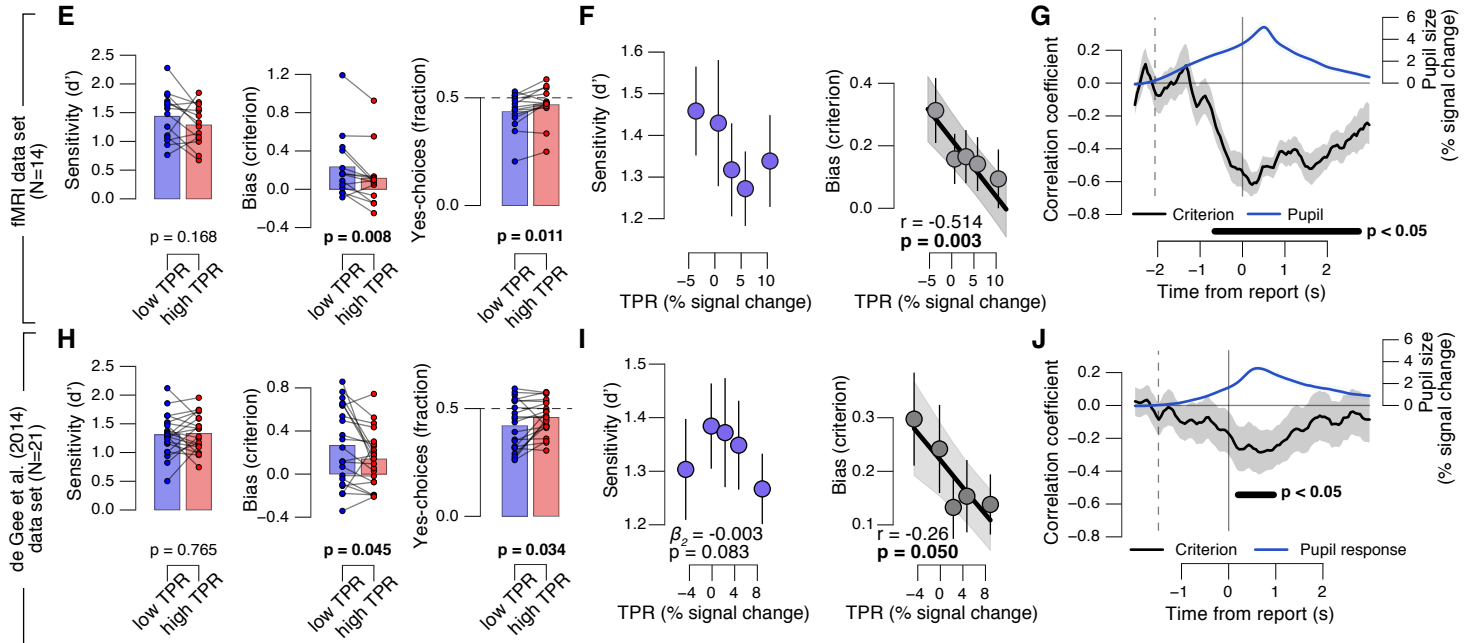 fMRI data set
(N=14)
E
Sensitivity (d')
2.5
2.0
1.5
1.0
0.5
0.0
p = 0.168
low TPR
high TPR
Bias (criterion)
1.2
0.8
0.4
0.0
−0.4
p = 0.008
low TPR
high TPR
Yes-choices (fraction)
0.5
0.0
p = 0.011
low TPR
high TPR
F
Sensitivity (d')
1.6
1.5
1.4
1.3
1.2
−5 0 5 10
TPR (% signal change)
Bias (criterion)
0.4
0.2
0.0
r = -0.514
p = 0.003
−5 0 5 10
TPR (% signal change)
G
Correlation coefficient
0.2
0.0
−0.2
−0.4
−0.6
−0.8
6
4
2
0
Pupil size
(% signal change)
Criterion
Pupil
p < 0.05
−2 −1 0 1 2
Time from report (s)
de Gee et al. (2014)
data set (N=21)
H
Sensitivity (d')
2.5
2.0
1.5
1.0
0.5
0.0
p = 0.765
low TPR
high TPR
Bias (criterion)
0.8
0.4
0.0
−0.4
p = 0.045
low TPR
high TPR
Yes-choices (fraction)
0.5
0.0
p = 0.034
low TPR
high TPR
I
Sensitivity (d')
1.5
1.4
1.3
1.2
β2 = -0.003
p = 0.083
−4 0 4 8
TPR (% signal change)
Bias (criterion)
0.3
0.2
0.1
r = -0.26
p = 0.050
−4 0 4 8
TPR (% signal change)
J
Correlation coefficient
0.2
0.0
−0.2
−0.4
−0.6
−0.8
6
4
2
0
Pupil size
(% signal change)
p < 0.05
Criterion
Pupil response
−1 0 1 2
Time from report (s)